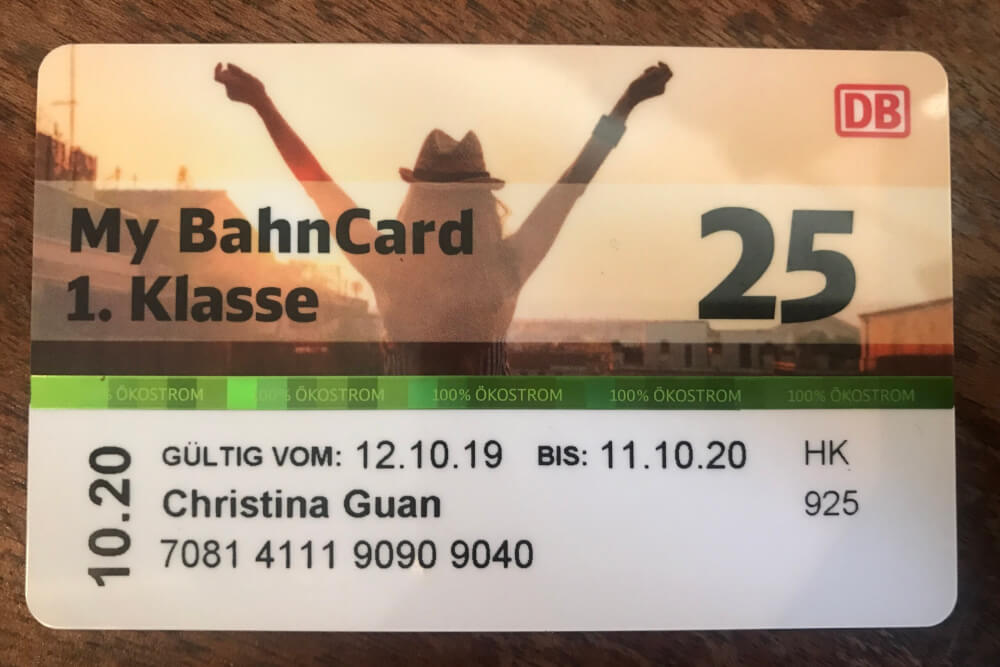 DB
My BahnCard
1. Klasse
25
% ÖKOSTROM 100% ÖKOSTROM 100% ÖKOSTROM 100% ÖKOSTROM 100% ÖKOSTROM
10.20
GÜLTIG VOM: 12.10.19 BIS: 11.10.20 HK
Christina Guan 925
7081 4111 9090 9040